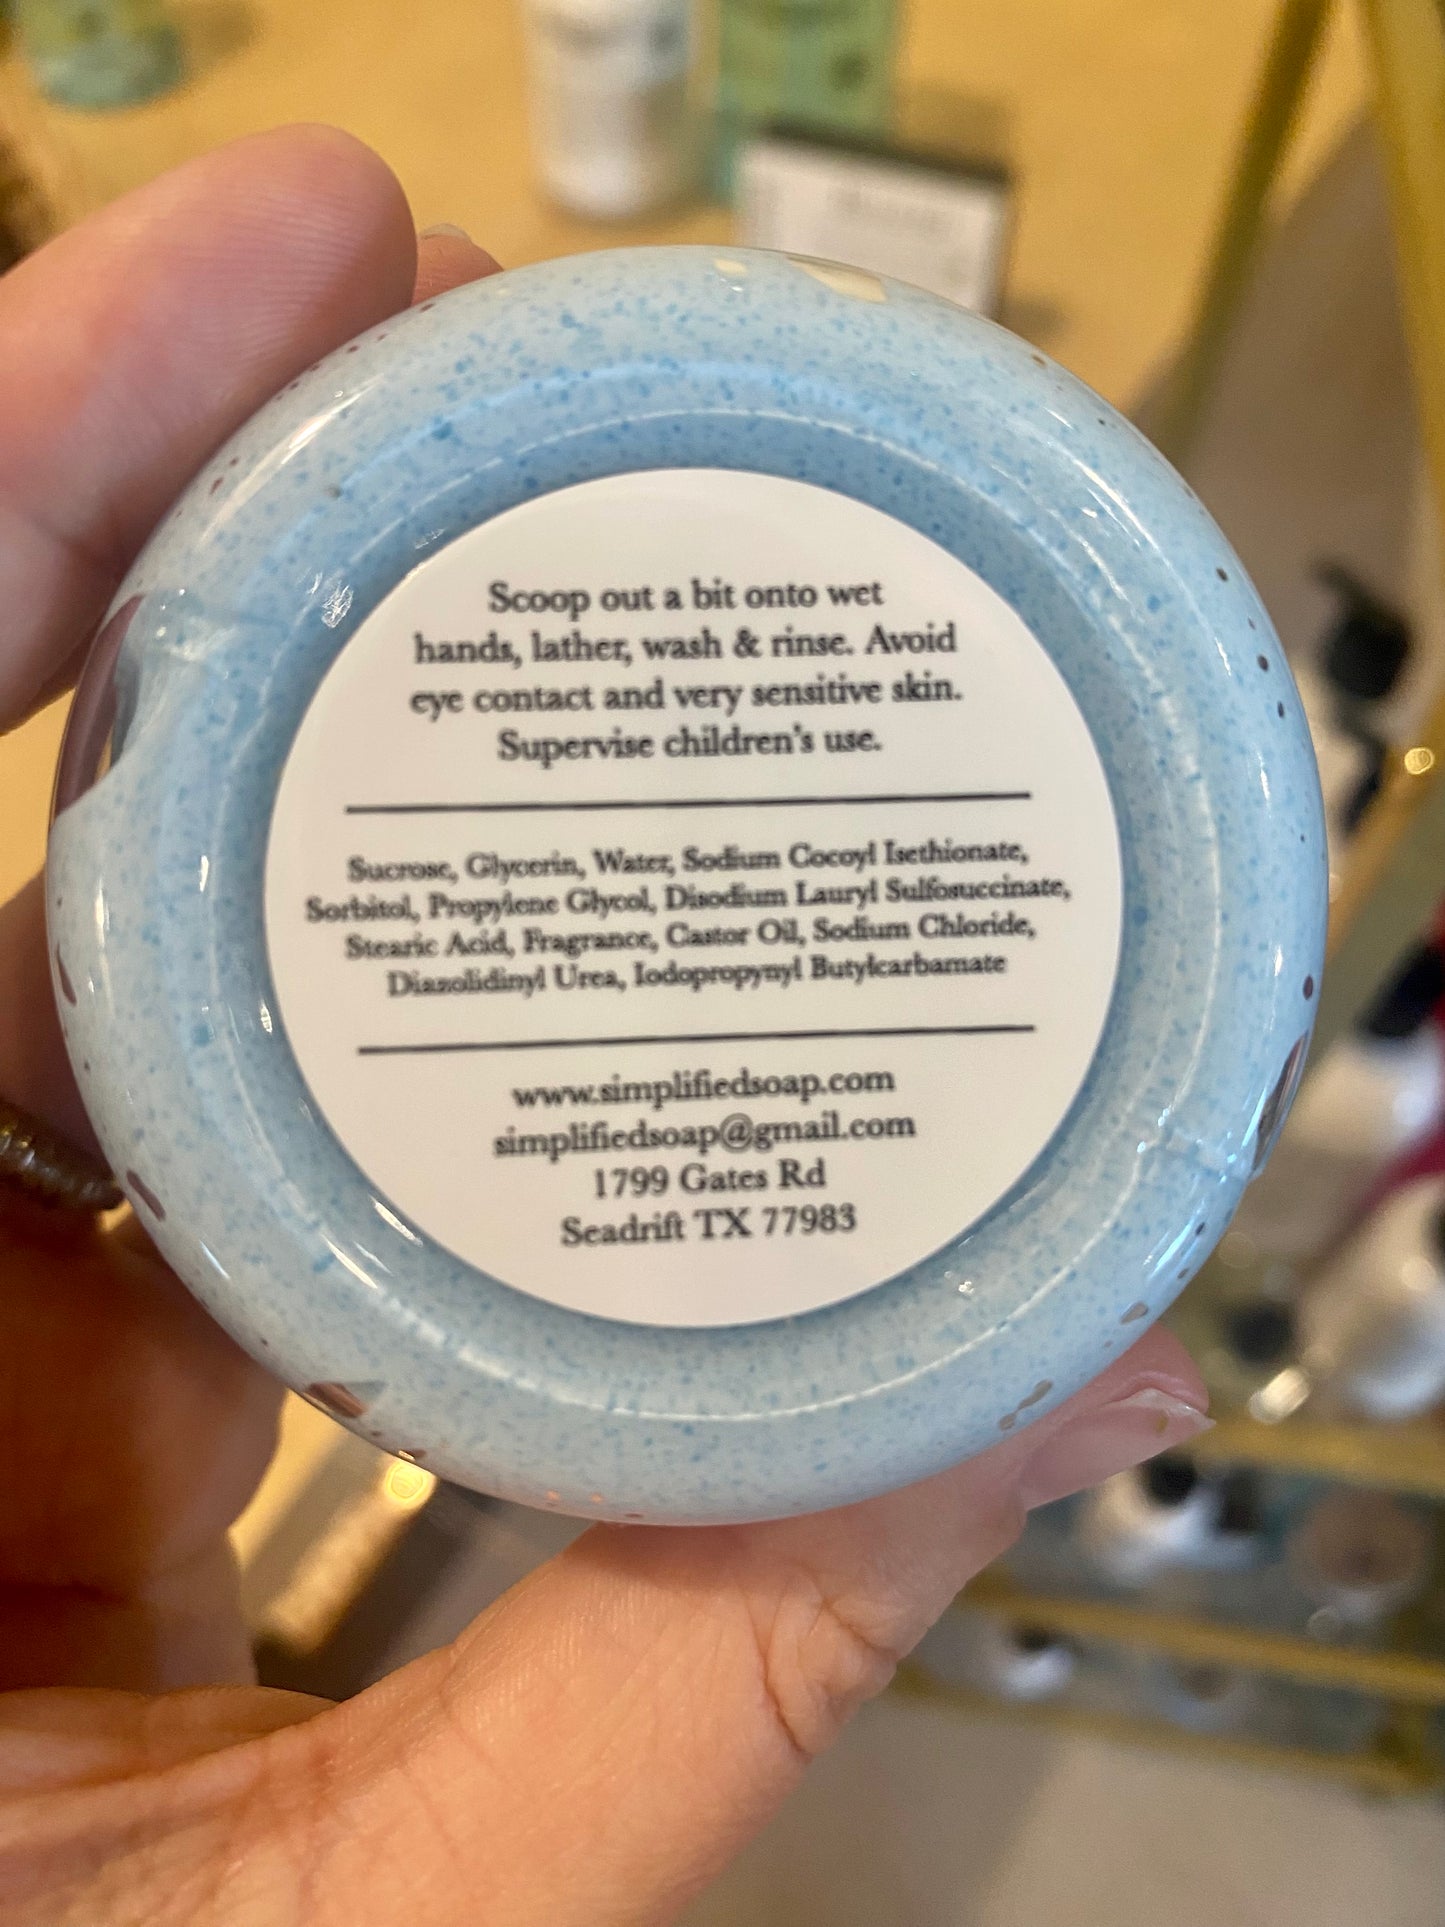 Scoop out a bit onto wet
hands, lather, wash & rinse. Avoid
eye contact and very sensitive skin.
Supervise children's use.
Sucrose, Glycerin, Water, Sodium Cocoyl Isethionate,
Sorbitol, Propylene Glycol, Disodium Lauryl Sulfosuccinate,
Stearic Acid, Fragrance, Castor Oil, Sodium Chloride,
Diazolidinyl Urea, Iodopropynyl Butylcarbamate
www.simplifiedsoap.com
simplifiedsoap@gmail.com
1799 Gates Rd
Seadrift TX 77983